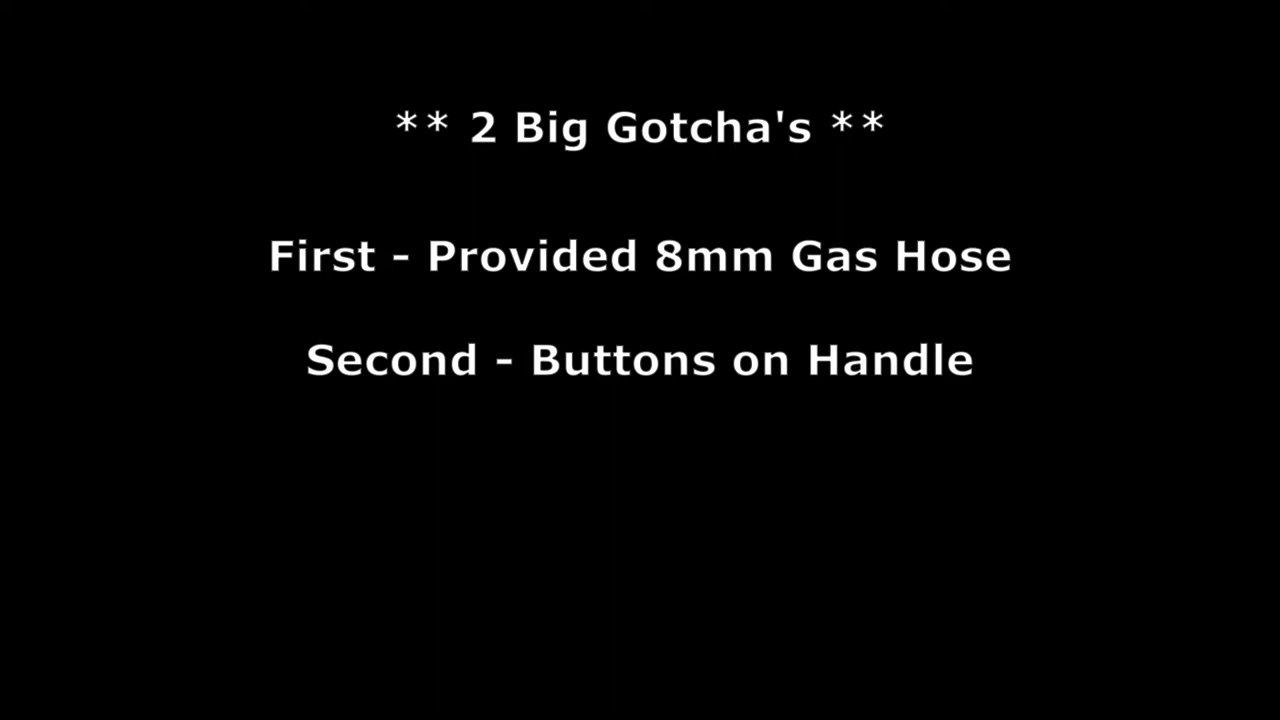 ** 2 Big Gotcha's **
First - Provided 8mm Gas Hose
Second - Buttons on Handle